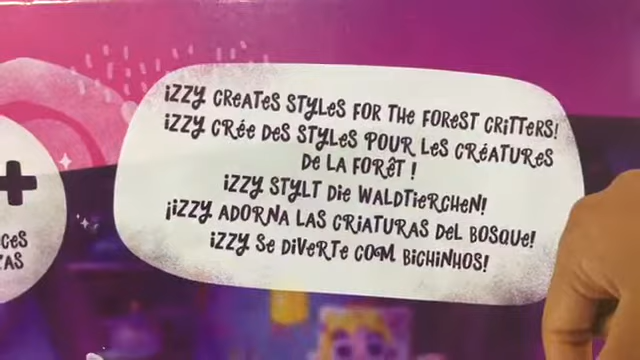 iZZY CREATES STYLES FOR THE FOREST CRITTERS!
iZZY CRÉE DES STYLES POUR LES CRÉATURES
DE LA FORÊT !
iZZY STYLT DIE WALDTIERCHEN!
¡iZZY ADORNA LAS CRIATURAS DEL BOSQUE!
iZZY SE DIVERTE COM BICHINHOS!
+